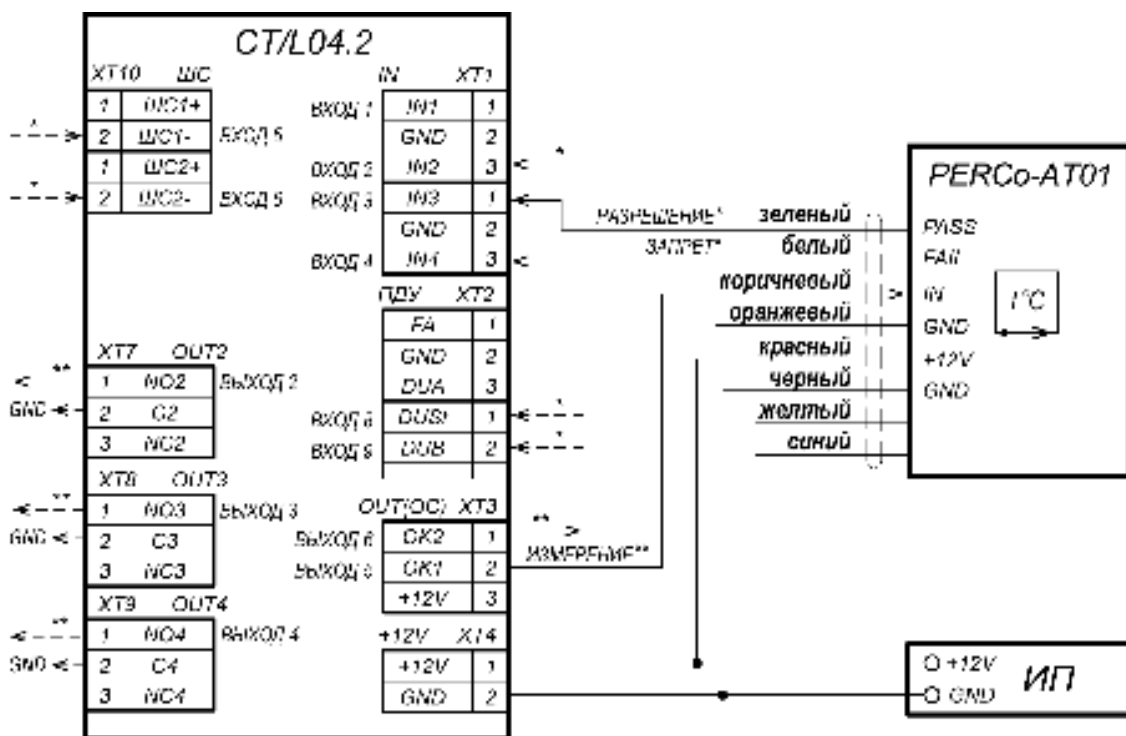 CT/L04.2
XT10 ШС
1 ШС1+
2 ШС1- ВХОД 5
1 ШС2+
2 ШС2- ВХОД 5
XT7 OUT2
1 NO2 ВЫХОД 2
2 C2
3 NC2
**
GND
XT8 OUT3
1 NO3 ВЫХОД 3
2 C3
3 NC3
**
GND
XT9 OUT4
1 NO4 ВЫХОД 4
2 C4
3 NC4
**
GND
IN XT1
ВХОД 1 IN1 1
GND 2
ВХОД 2 IN2 3 *
ВХОД 3 IN3 1
GND 2
ВХОД 4 IN4 3
ПДУ XT2
FA 1
GND 2
DUA 3
ВХОД 8 1 *
ВХОД 9 DUB 2 *
OUT(OC) XT3
ВЫХОД 6 OK2 1 **
OK1 2
+12V 3
+12V XT4
+12V 1
GND 2
РАЗРЕШЕНИЕ*
ЗАПРЕТ*
ИЗМЕРЕНИЕ**
зеленый
белый
коричневый
оранжевый
красный
черный
желтый
синий
PERCo-AT01
PASS
FAIL
IN
GND
+12V
GND
t°C
+12V
GND
ИП